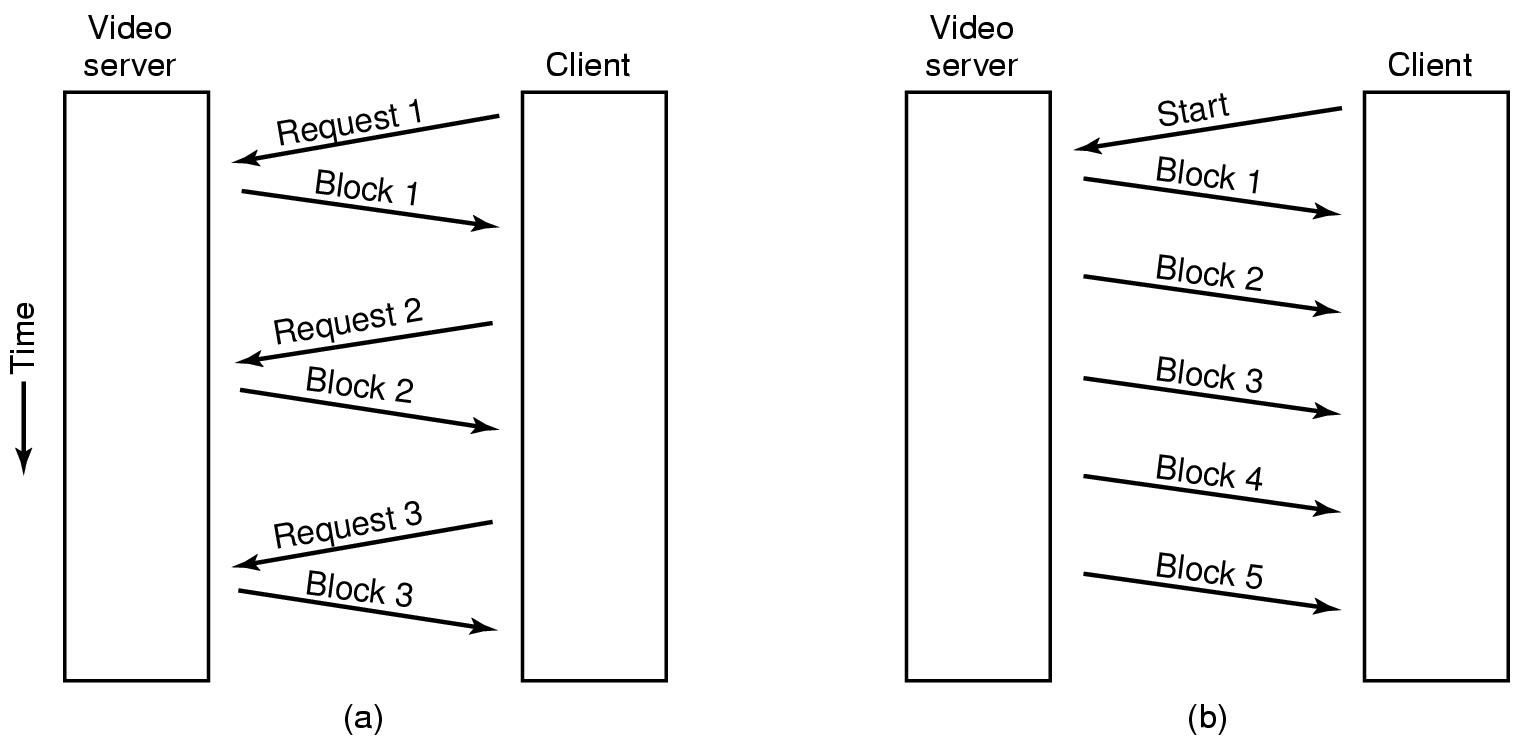 Video
server
Client
Request 1
Block 1
Request 2
Block 2
Request 3
Block 3
Time
(a)
Video
server
Client
Start
Block 1
Block 2
Block 3
Block 4
Block 5
(b)